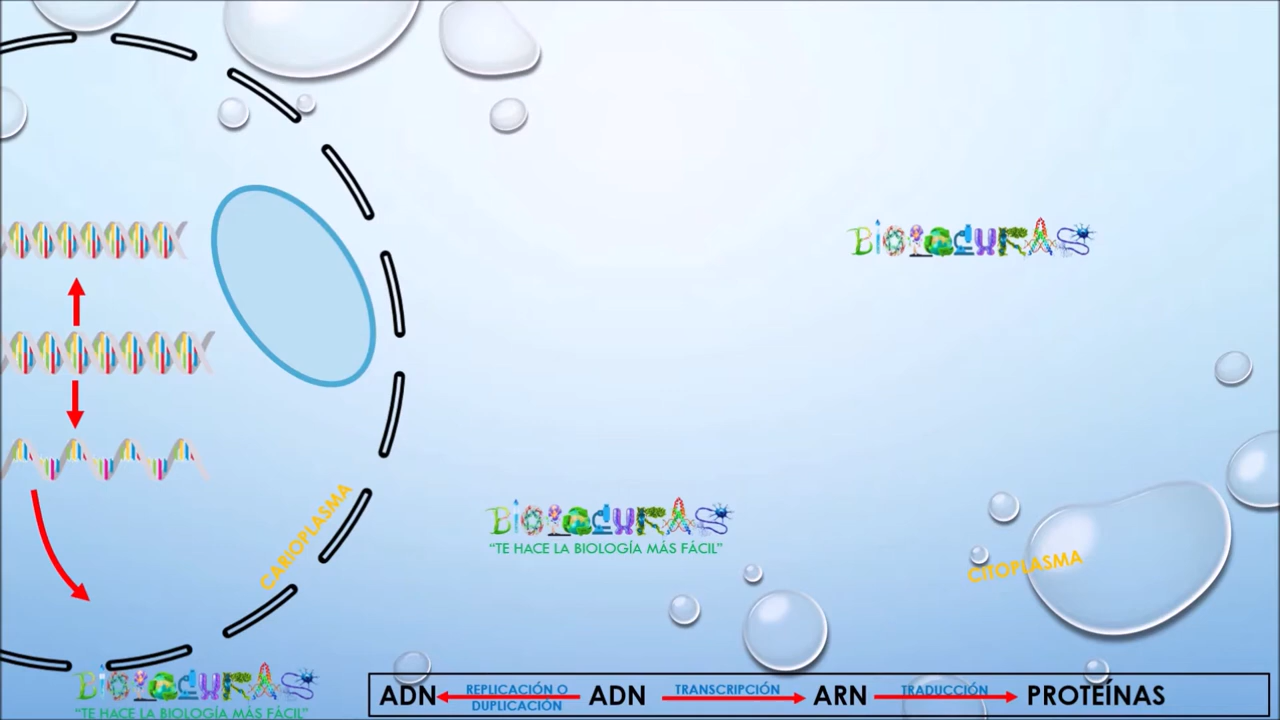 BIOLOCURAS
CARIOPLASMA
BIOLOCURAS
“TE HACE LA BIOLOGÍA MÁS FÁCIL”
CITOPLASMA
BIOLOCURAS
“TE HACE LA BIOLOGÍA MÁS FÁCIL”
ADN REPLICACIÓN O DUPLICACIÓN ADN TRANSCRIPCIÓN ARN TRADUCCIÓN PROTEÍNAS